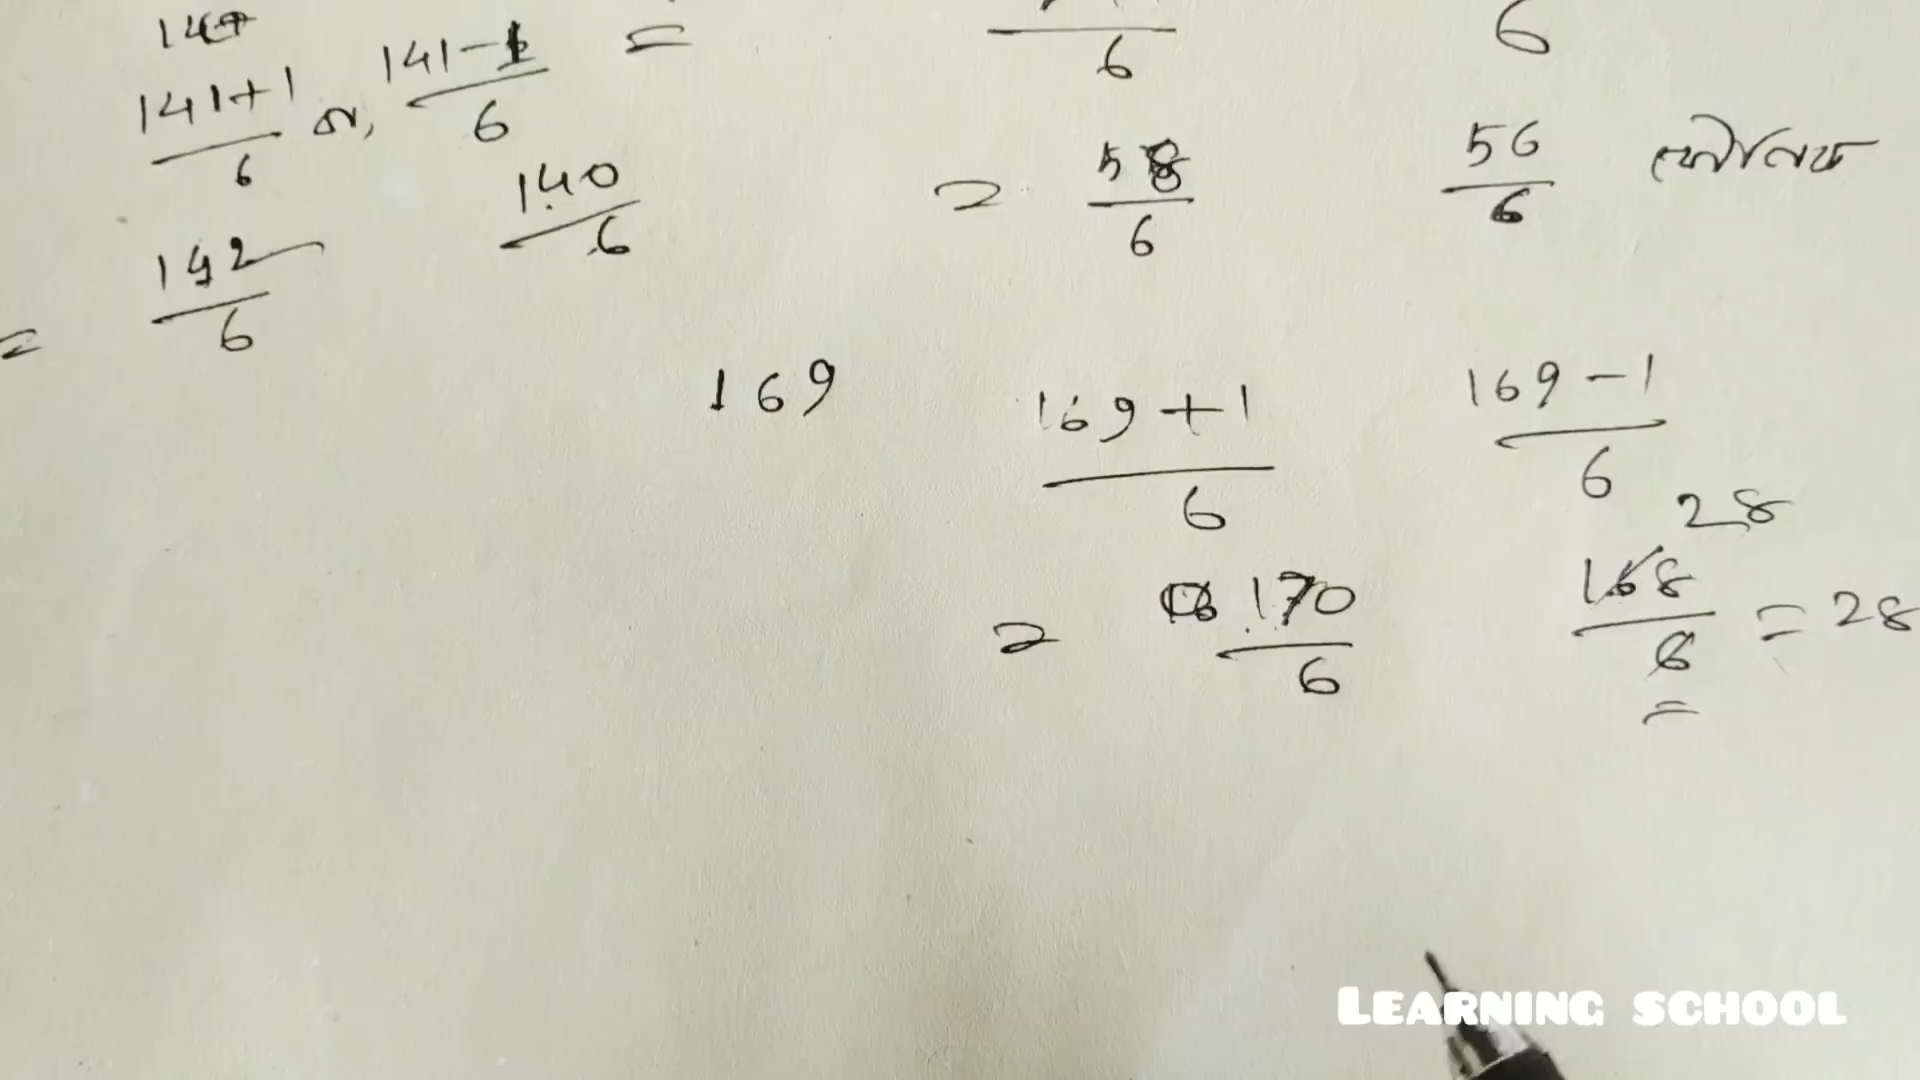 141+1 / 6 or, 141-1 / 6 =
6
6
142 / 6
140 / 6
= 58 / 6
56 / 6 মৌলিক
=
169
169+1 / 6
169-1 / 6
28
= 170 / 6
168 / 6 = 28
=
LEARNING SCHOOL